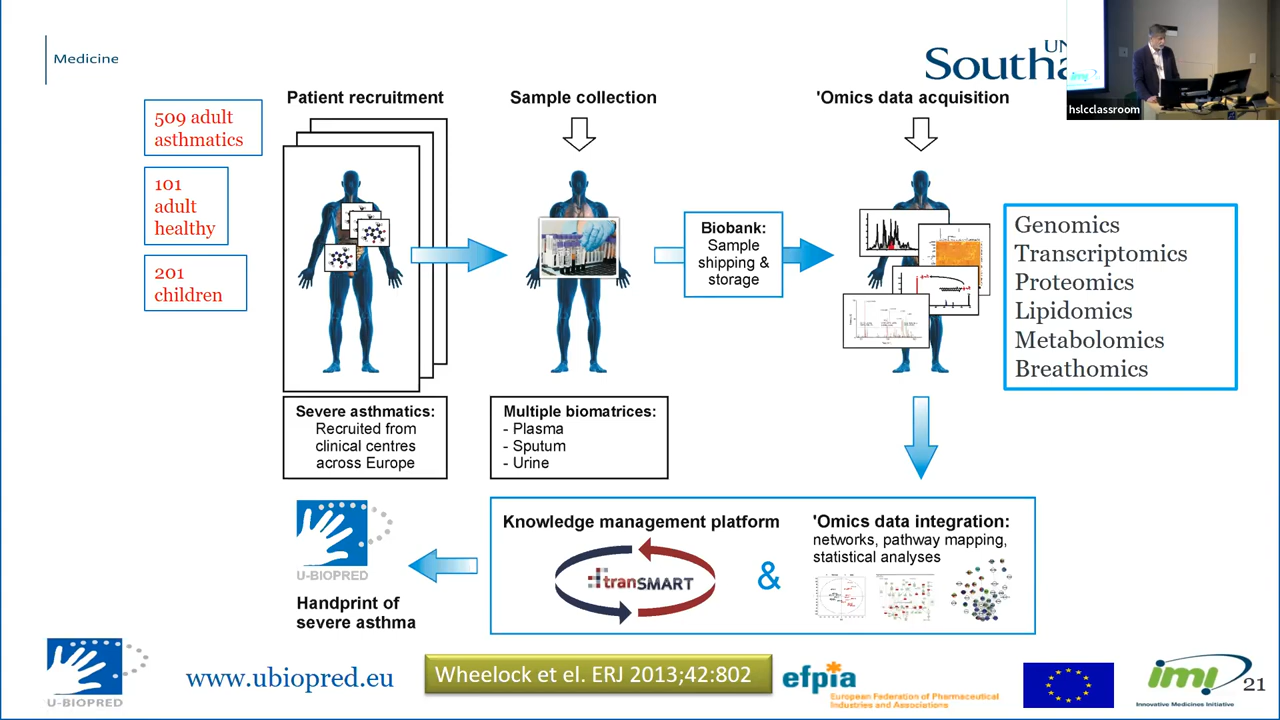 Medicine
UN
Southa
hslcclassroom
Patient recruitment
Sample collection
'Omics data acquisition
509 adult
asthmatics
101
adult
healthy
201
children
Biobank:
Sample
shipping &
storage
Genomics
Transcriptomics
Proteomics
Lipidomics
Metabolomics
Breathomics
Severe asthmatics:
Recruited from
clinical centres
across Europe
Multiple biomatrices:
- Plasma
- Sputum
- Urine
U-BIOPRED
Handprint of
severe asthma
Knowledge management platform
tranSMART
&
'Omics data integration:
networks, pathway mapping,
statistical analyses
U-BIOPRED
www.ubiopred.eu
Wheelock et al. ERJ 2013;42:802
efpia
European Federation of Pharmaceutical
Industries and Associations
imi
Innovative Medicines Initiative
21